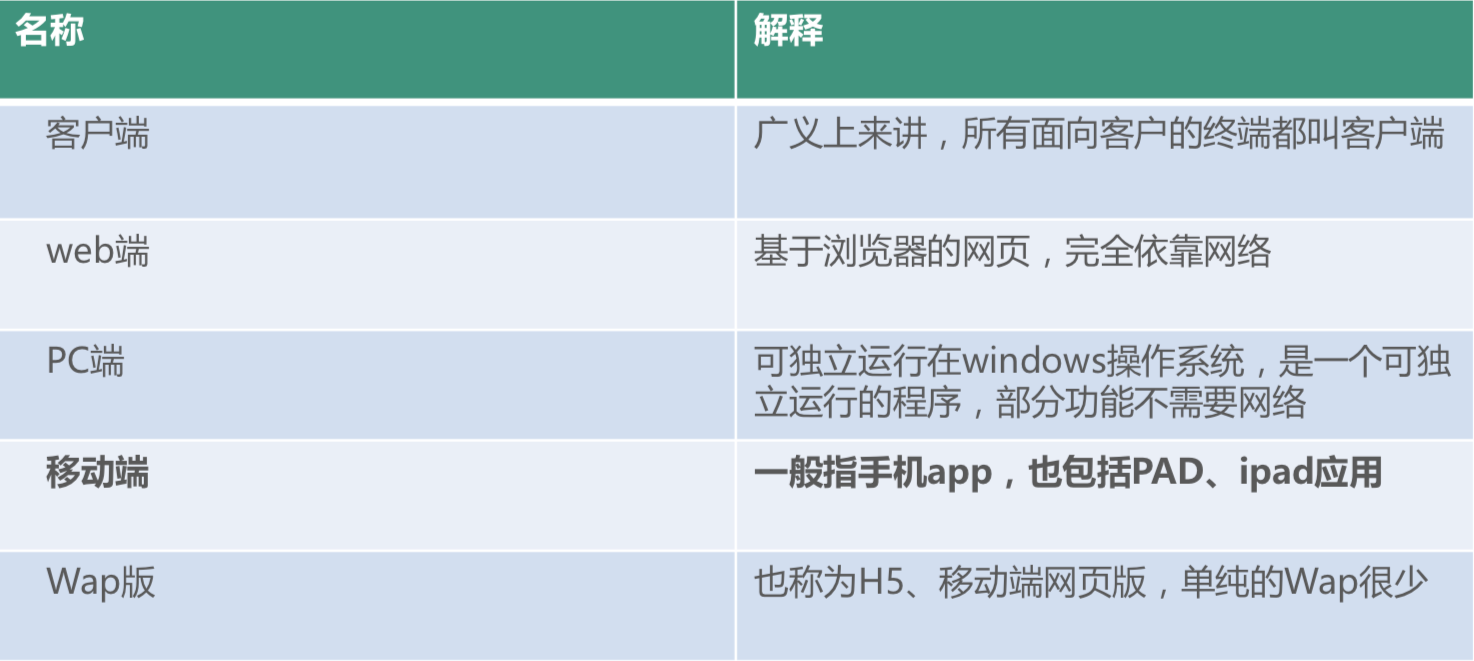 名称
解释
客户端
广义上来讲，所有面向客户的终端都叫客户端
web端
基于浏览器的网页，完全依靠网络
PC端
可独立运行在windows操作系统，是一个可独
立运行的程序，部分功能不需要网络
移动端
一般指手机app，也包括PAD、ipad应用
Wap版
也称为H5、移动端网页版，单纯的Wap很少